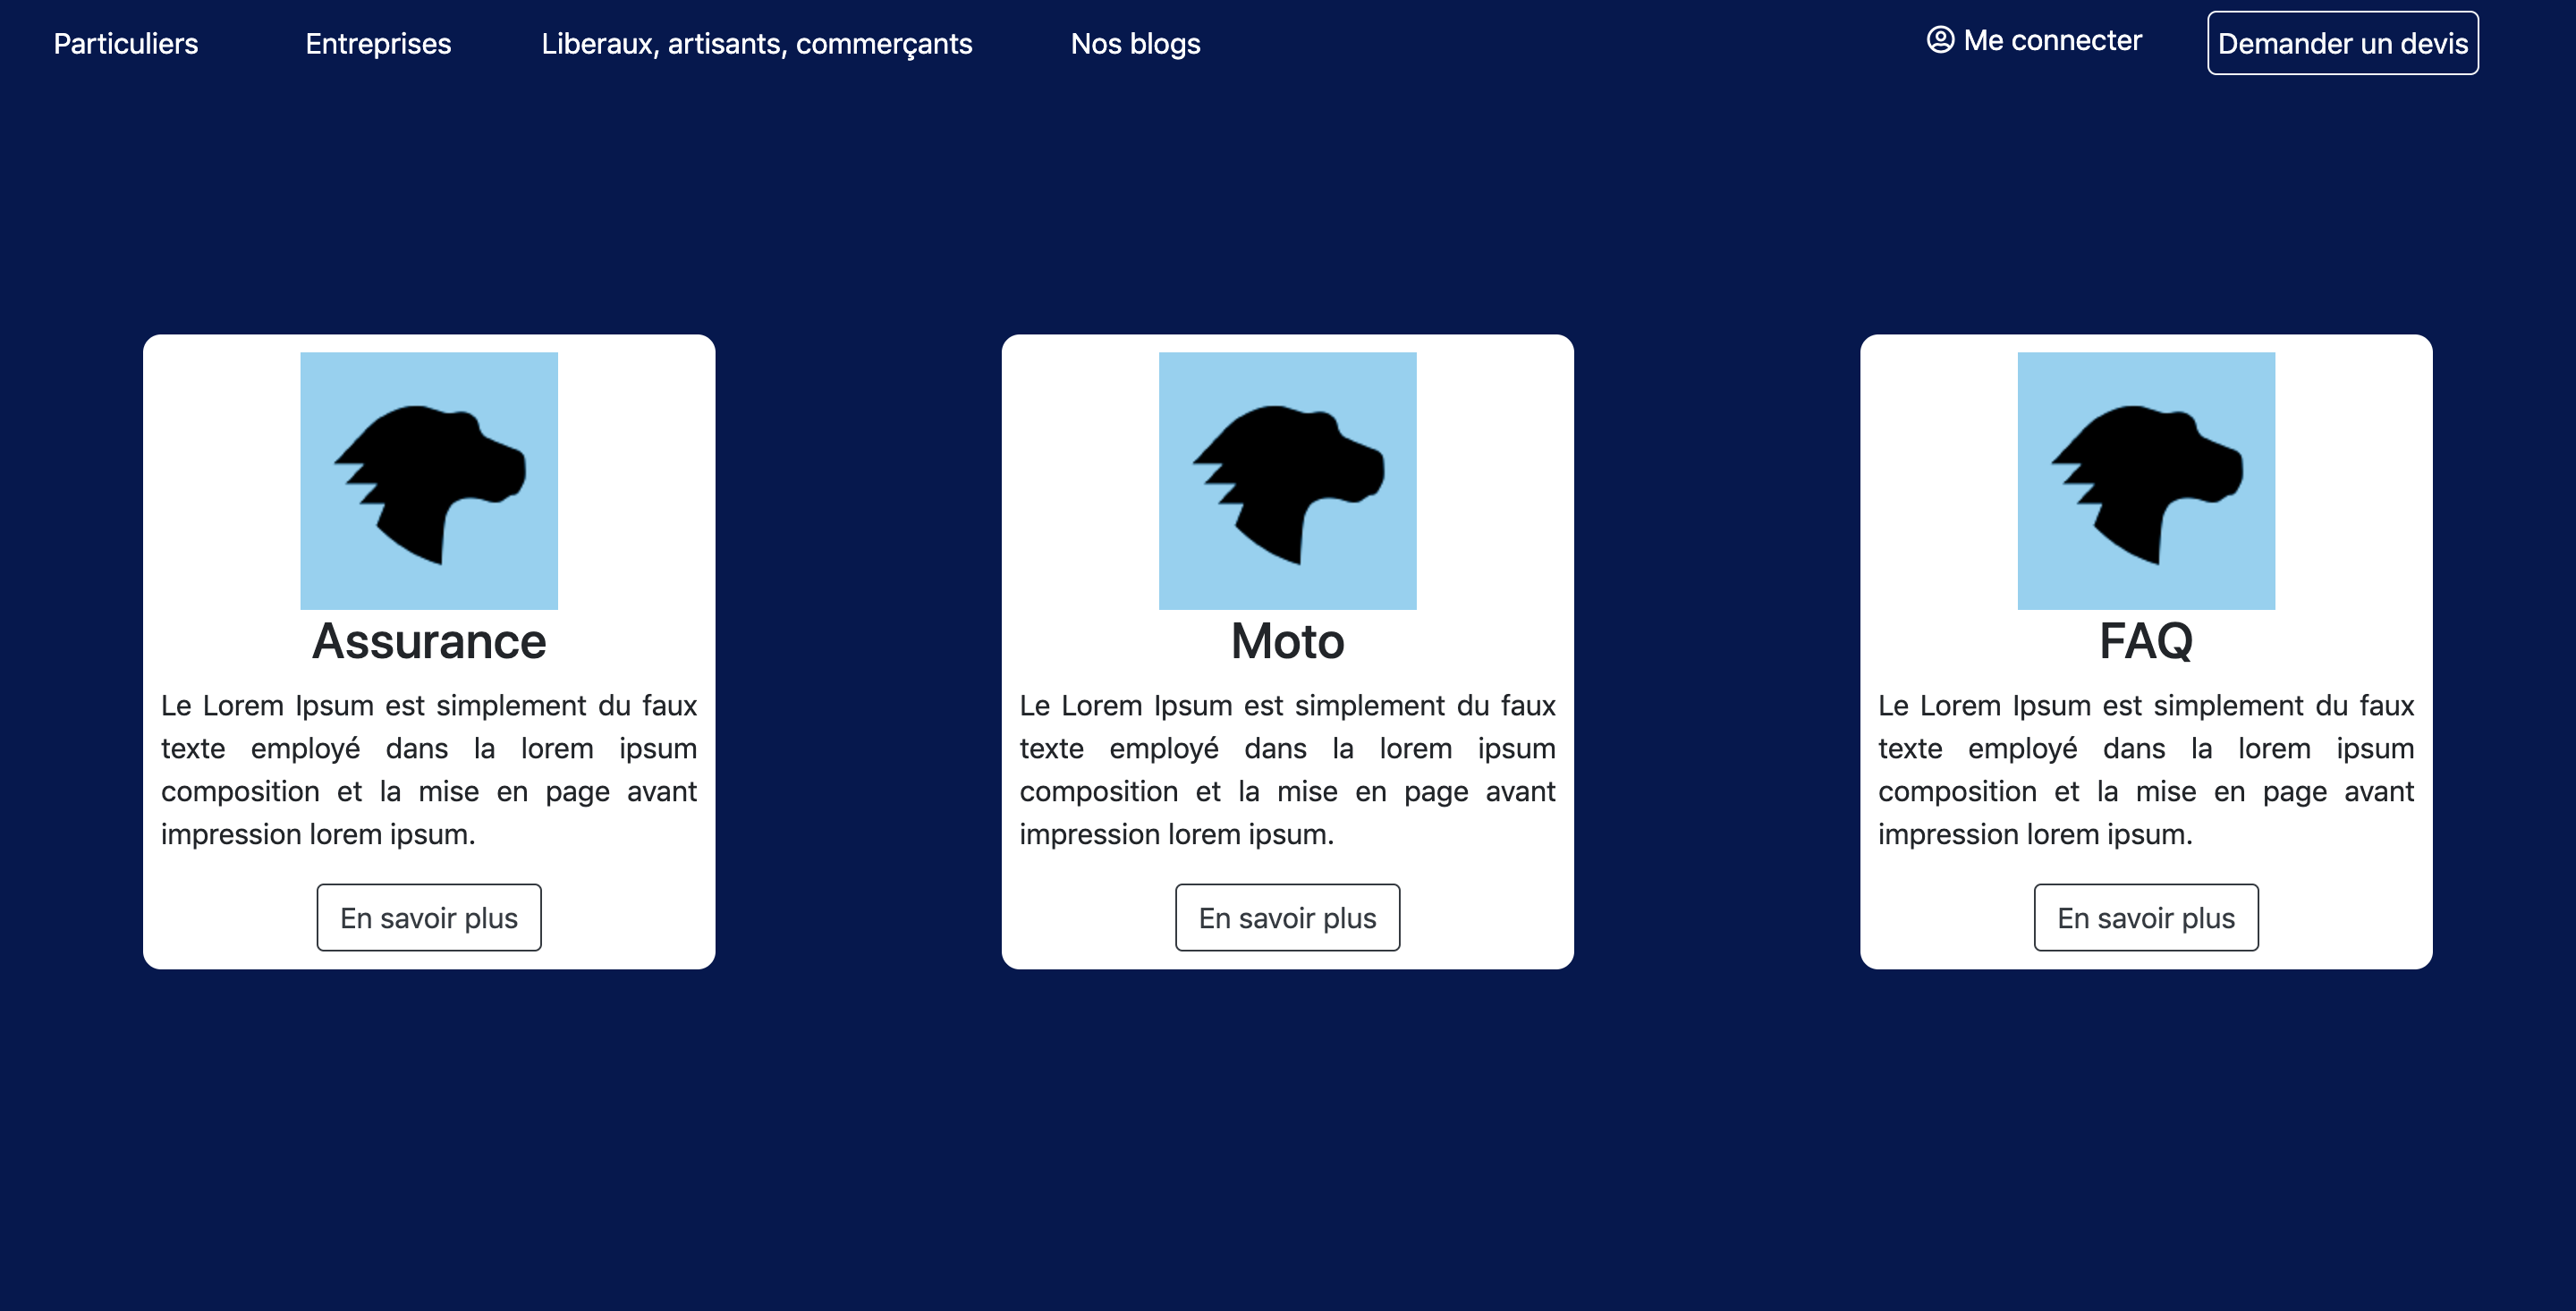 Particuliers
Entreprises
Liberaux, artisants, commerçants
Nos blogs
Me connecter
Demander un devis
Assurance
Le Lorem Ipsum est simplement du faux
texte employé dans la lorem ipsum
composition et la mise en page avant
impression lorem ipsum.
En savoir plus
Moto
Le Lorem Ipsum est simplement du faux
texte employé dans la lorem ipsum
composition et la mise en page avant
impression lorem ipsum.
En savoir plus
FAQ
Le Lorem Ipsum est simplement du faux
texte employé dans la lorem ipsum
composition et la mise en page avant
impression lorem ipsum.
En savoir plus